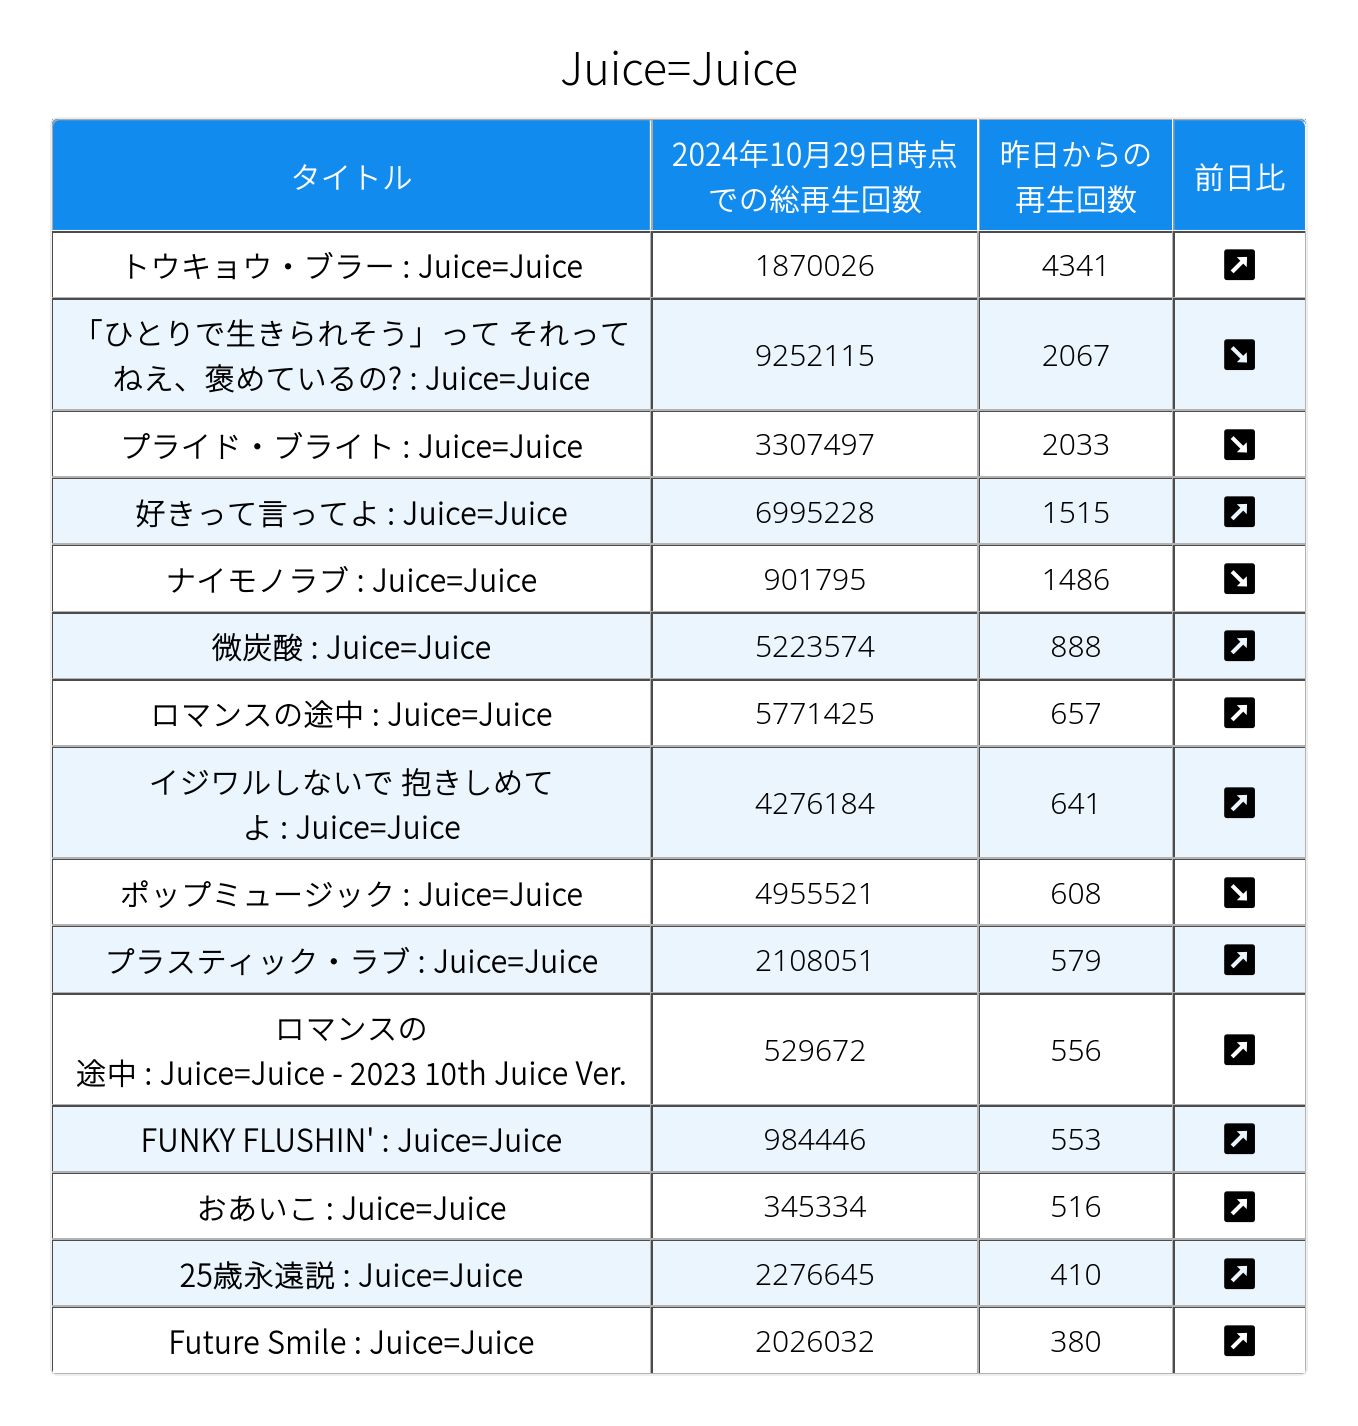 Juice=Juice
タイトル
2024年10月29日時点
での総再生回数
昨日からの
再生回数
前日比
トウキョウ・ブラー : Juice=Juice
1870026
4341
「ひとりで生きられそう」って それって
ねえ、褒めているの? : Juice=Juice
9252115
2067
プライド・ブライト : Juice=Juice
3307497
2033
好きって言ってよ : Juice=Juice
6995228
1515
ナイモノラブ : Juice=Juice
901795
1486
微炭酸 : Juice=Juice
5223574
888
ロマンスの途中 : Juice=Juice
5771425
657
イジワルしないで 抱きしめて
よ : Juice=Juice
4276184
641
ポップミュージック : Juice=Juice
4955521
608
プラスティック・ラブ : Juice=Juice
2108051
579
ロマンスの
途中 : Juice=Juice - 2023 10th Juice Ver.
529672
556
FUNKY FLUSHIN' : Juice=Juice
984446
553
おあいこ : Juice=Juice
345334
516
25歳永遠説 : Juice=Juice
2276645
410
Future Smile : Juice=Juice
2026032
380